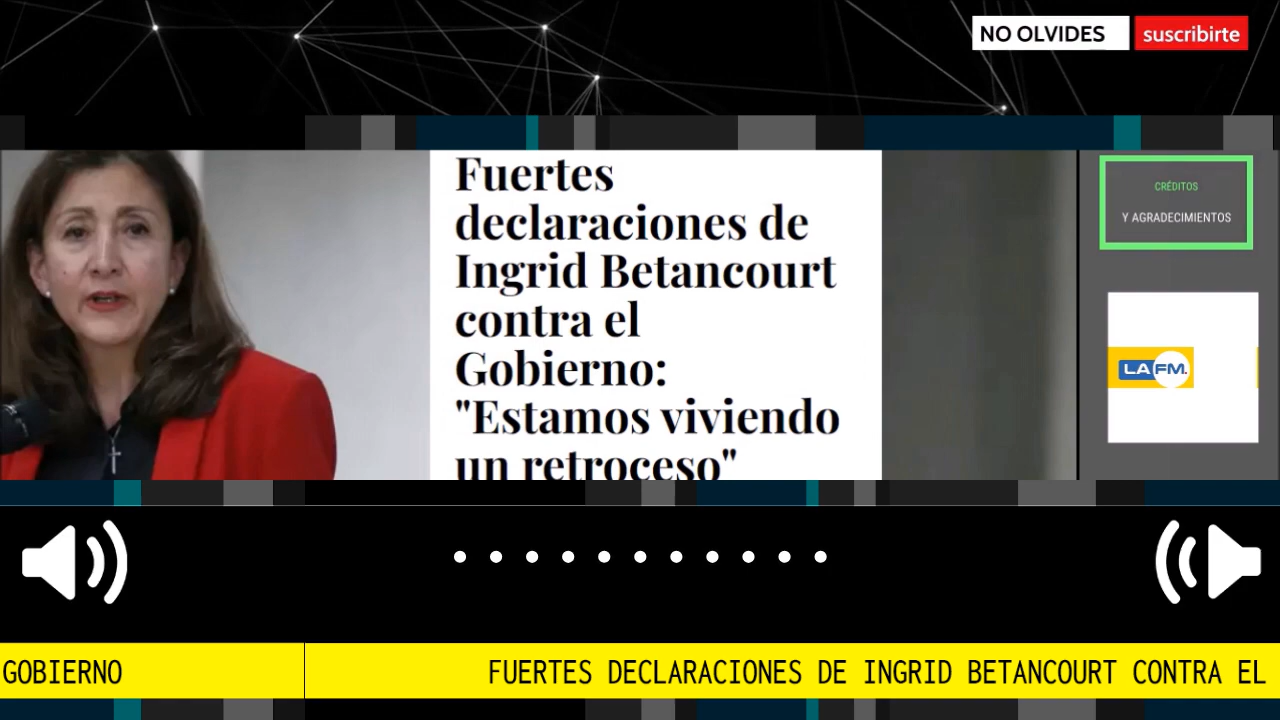 NO OLVIDES
suscribirte
Fuertes
declaraciones de
Ingrid Betancourt
contra el
Gobierno:
"Estamos viviendo
un retroceso"
CRÉDITOS
Y AGRADECIMIENTOS
LA FM.
GOBIERNO
FUERTES DECLARACIONES DE INGRID BETANCOURT CONTRA EL